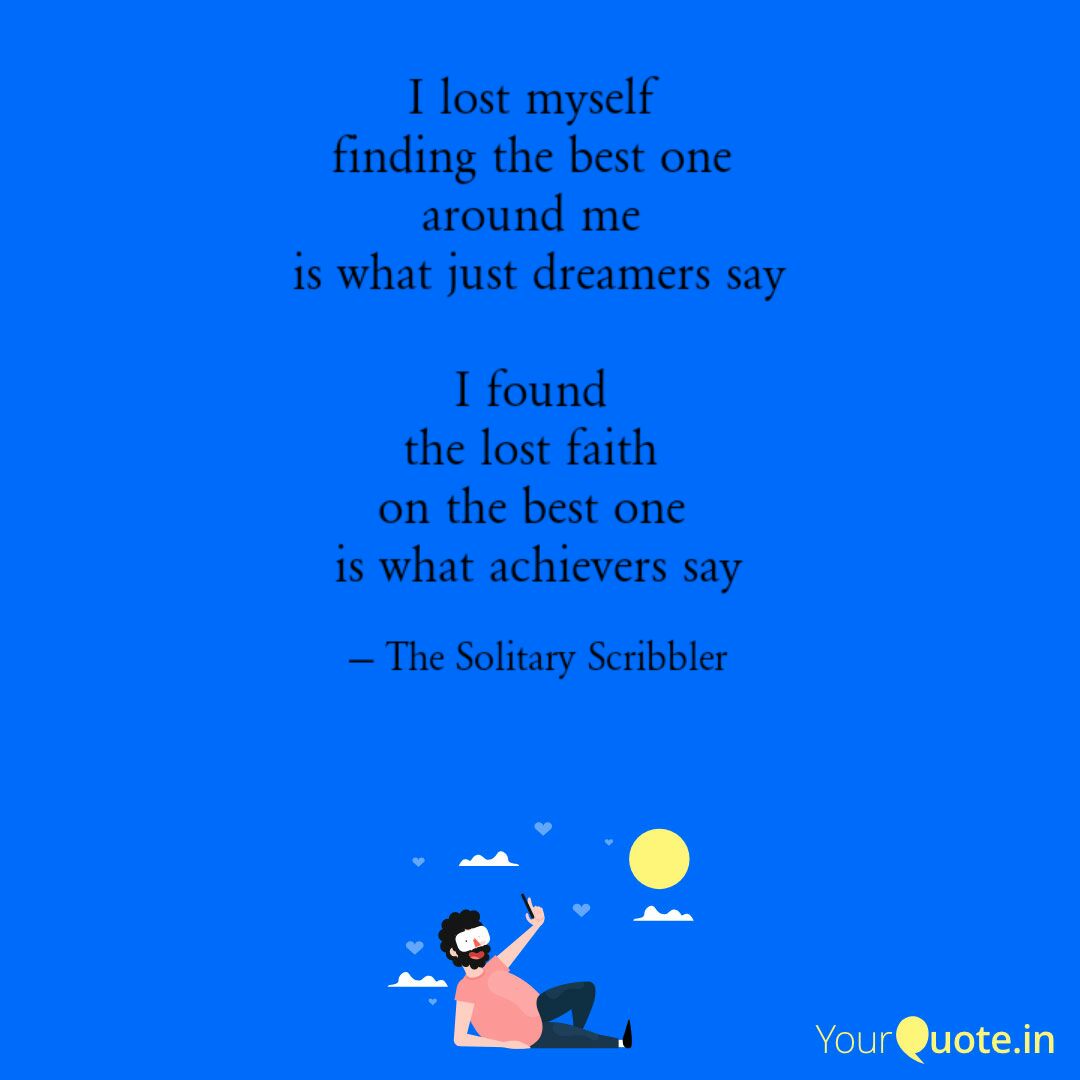 I lost myself
finding the best one
around me
is what just dreamers say
I found
the lost faith
on the best one
is what achievers say
– The Solitary Scribbler
YourQuote.in